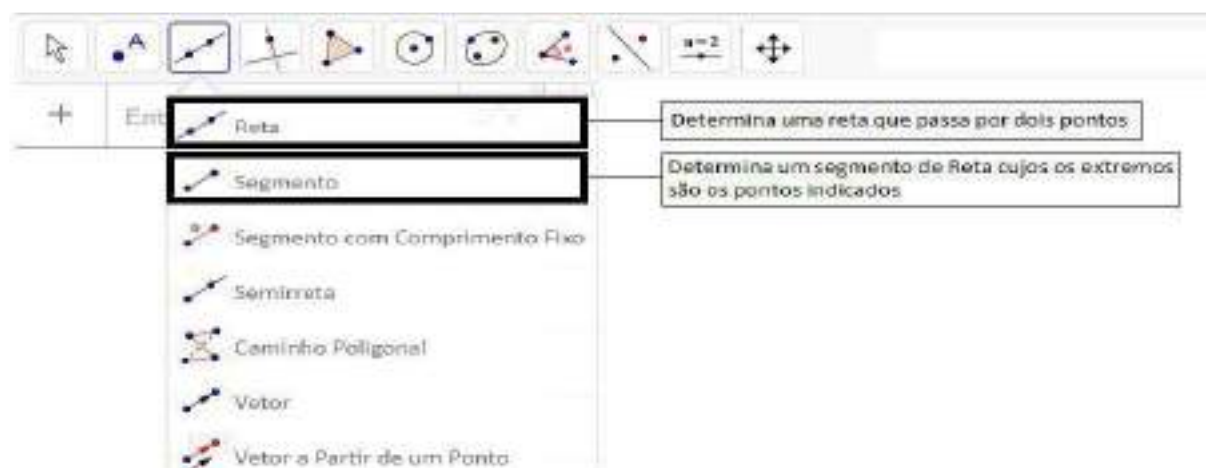 A
a=2
+ Ent
Reta
Determina uma reta que passa por dois pontos
Segmento
Determina um segmento de Reta cujos os extremos
são os pontos indicados
Segmento com Comprimento Fixo
Semirreta
Caminho Poligonal
Vetor
Vetor a Partir de um Ponto